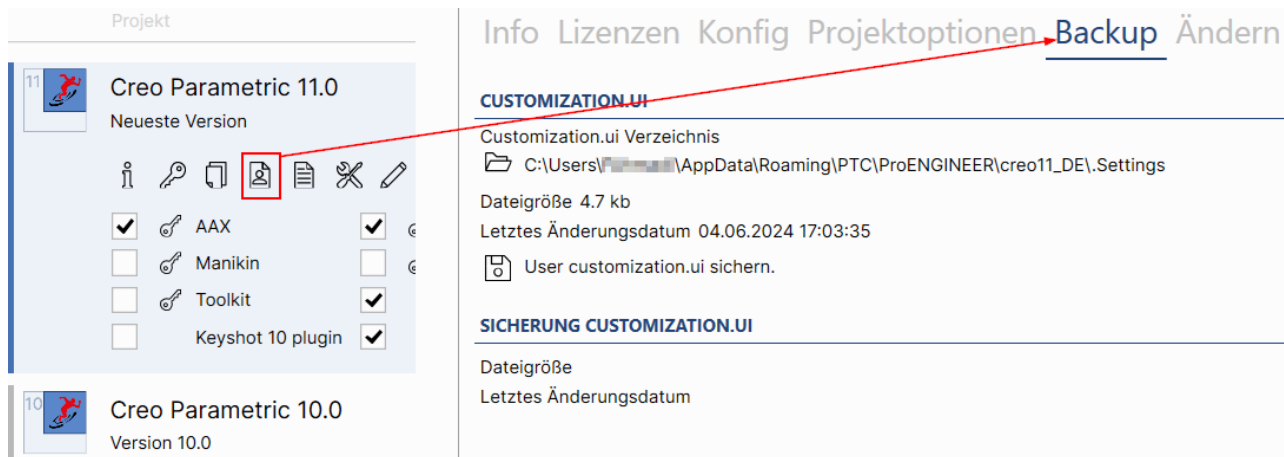 Projekt
11
Creo Parametric 11.0
Neueste Version
AAX
Manikin
Toolkit
Keyshot 10 plugin
10
Creo Parametric 10.0
Version 10.0
Info Lizenzen Konfig Projektoptionen Backup Ändern
CUSTOMIZATION.UI
Customization.ui Verzeichnis
C:\Users\ \AppData\Roaming\PTC\ProENGINEER\creo11_DE\.Settings
Dateigröße 4.7 kb
Letztes Änderungsdatum 04.06.2024 17:03:35
User customization.ui sichern.
SICHERUNG CUSTOMIZATION.UI
Dateigröße
Letztes Änderungsdatum